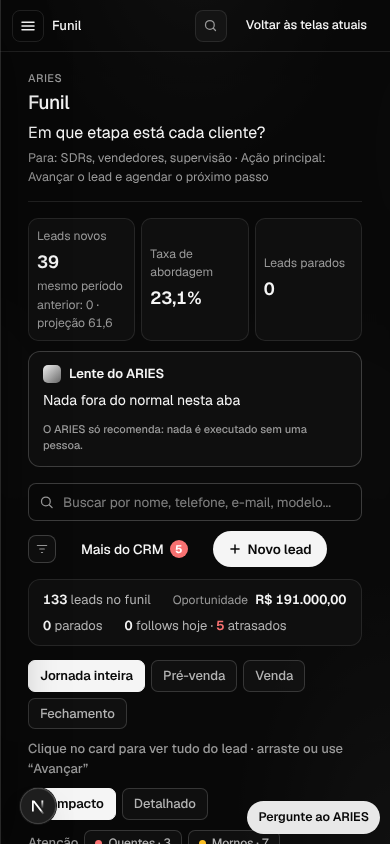 Funil
Voltar às telas atuais
ARIES
Funil
Em que etapa está cada cliente?
Para: SDRs, vendedores, supervisão · Ação principal:
Avançar o lead e agendar o próximo passo
Leads novos
39
mesmo período
anterior: 0 ·
projeção 61,6
Taxa de
abordagem
23,1%
Leads parados
0
Lente do ARIES
Nada fora do normal nesta aba
O ARIES só recomenda: nada é executado sem uma
pessoa.
Buscar por nome, telefone, e-mail, modelo...
Mais do CRM 5
+ Novo lead
133 leads no funil
Oportunidade R$ 191.000,00
0 parados
0 follows hoje · 5 atrasados
Jornada inteira
Pré-venda
Venda
Fechamento
Clique no card para ver tudo do lead · arraste ou use
“Avançar”
N
mpacto
Detalhado
Pergunte ao ARIES
Atenção
Quentes · 3
Mornos · 7